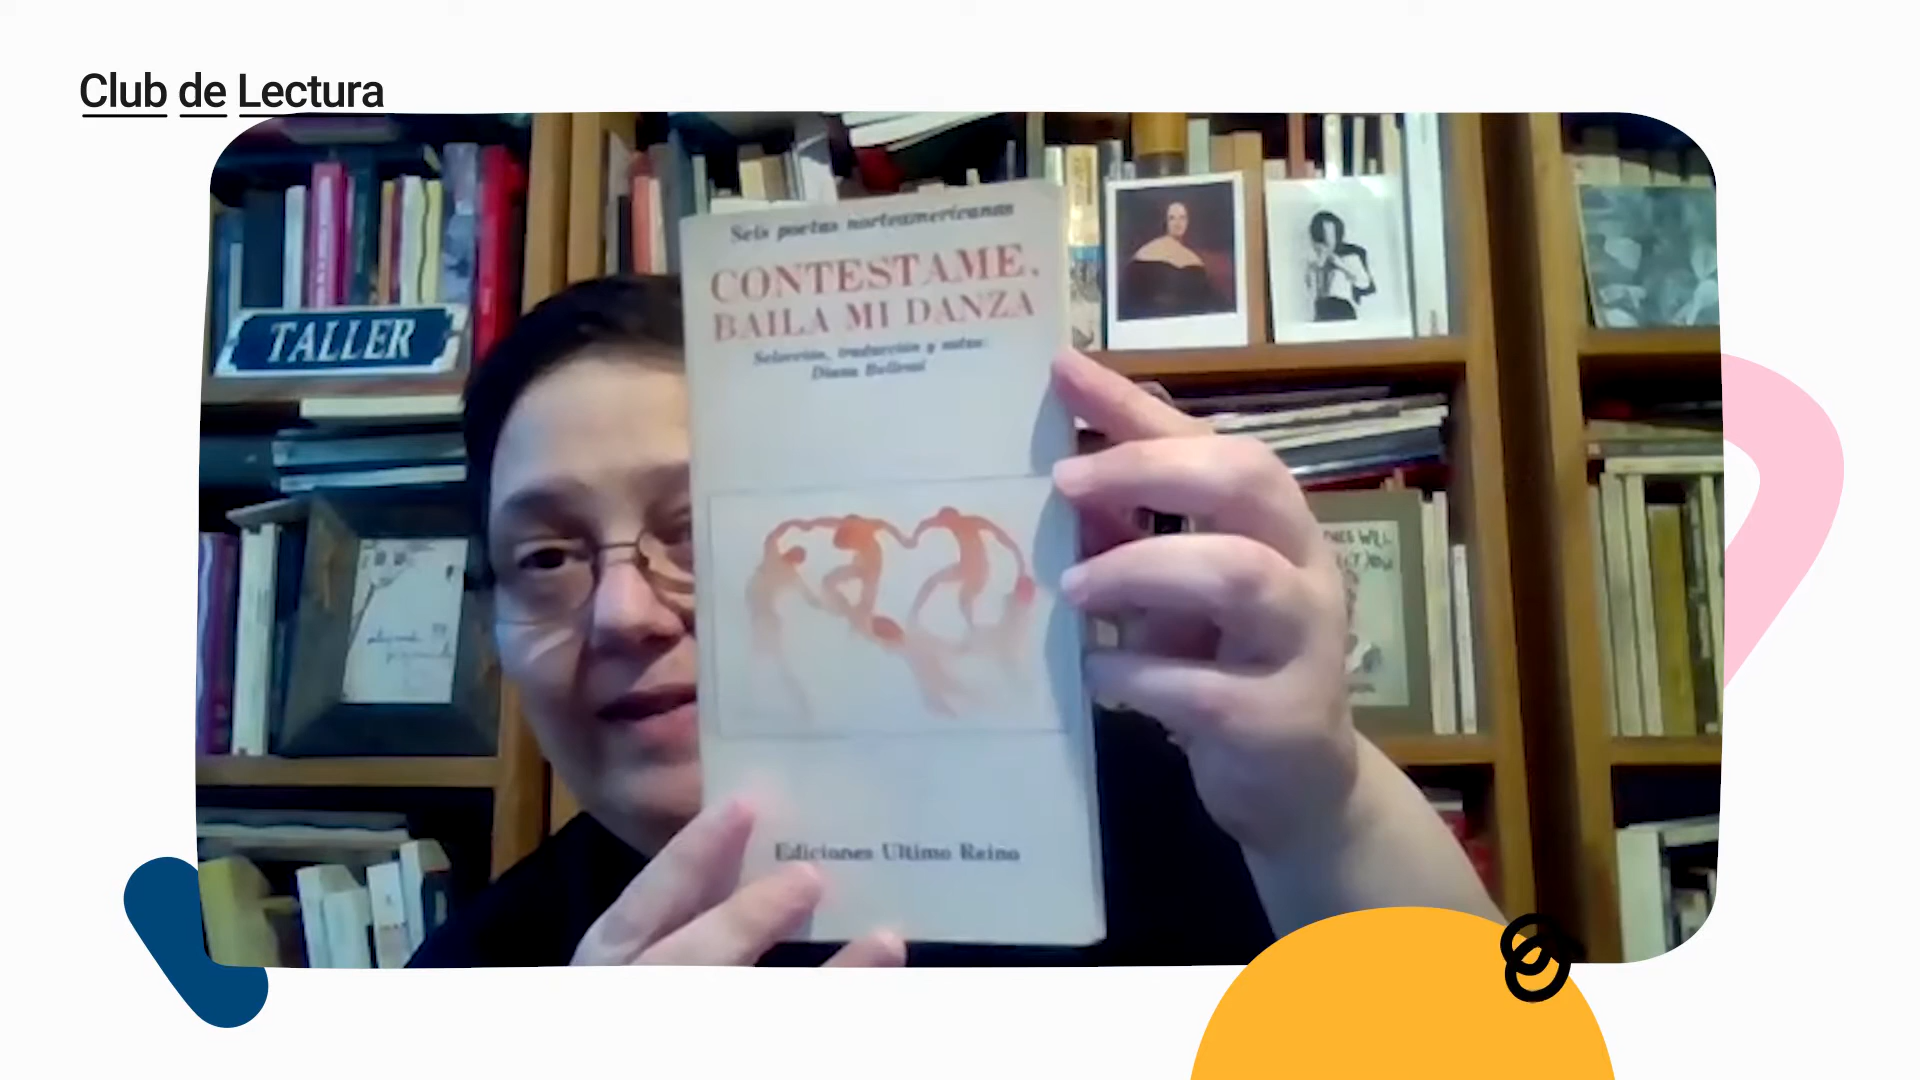 Club de Lectura
Seis poetas norteamericanas
CONTESTAME,
BAILA MI DANZA
Selección, traducción y notas:
Diana Bellessi
Ediciones Ultimo Reino
TALLER